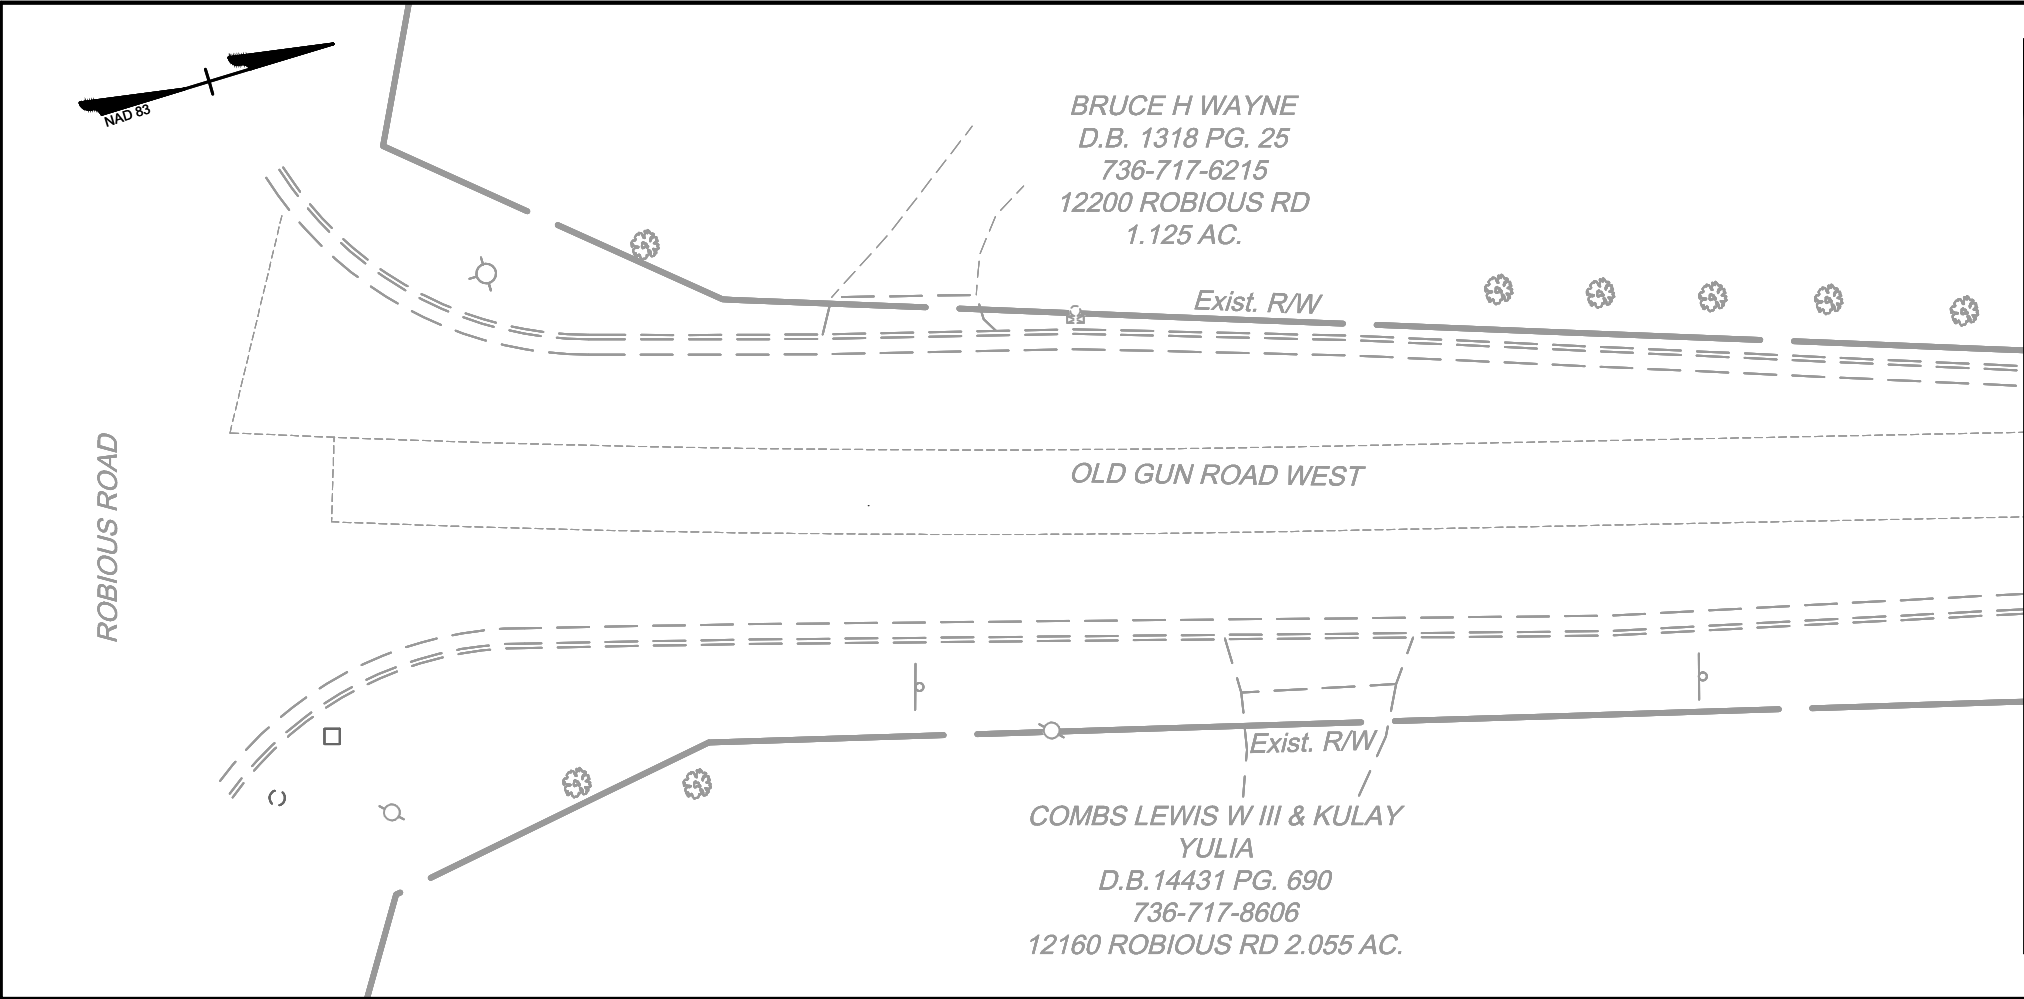 NAD 83
BRUCE H WAYNE
D.B. 1318 PG. 25
736-717-6215
12200 ROBIOUS RD
1.125 AC.
Exist. R/W
OLD GUN ROAD WEST
ROBIOUS ROAD
Exist. R/W
COMBS LEWIS W III & KULAY
YULIA
D.B.14431 PG. 690
736-717-8606
12160 ROBIOUS RD 2.055 AC.